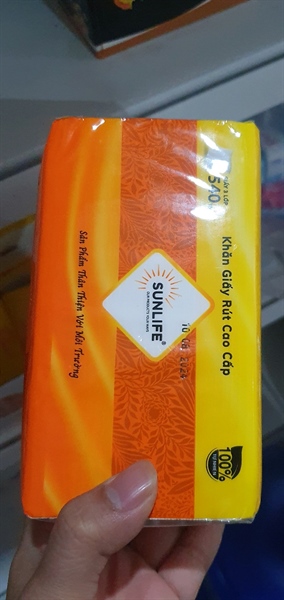 Sản Phẩm Thân Thiện Với Môi Trường
SUNLIFE®
540
Khăn Giấy Rút Cao Cấp
100%